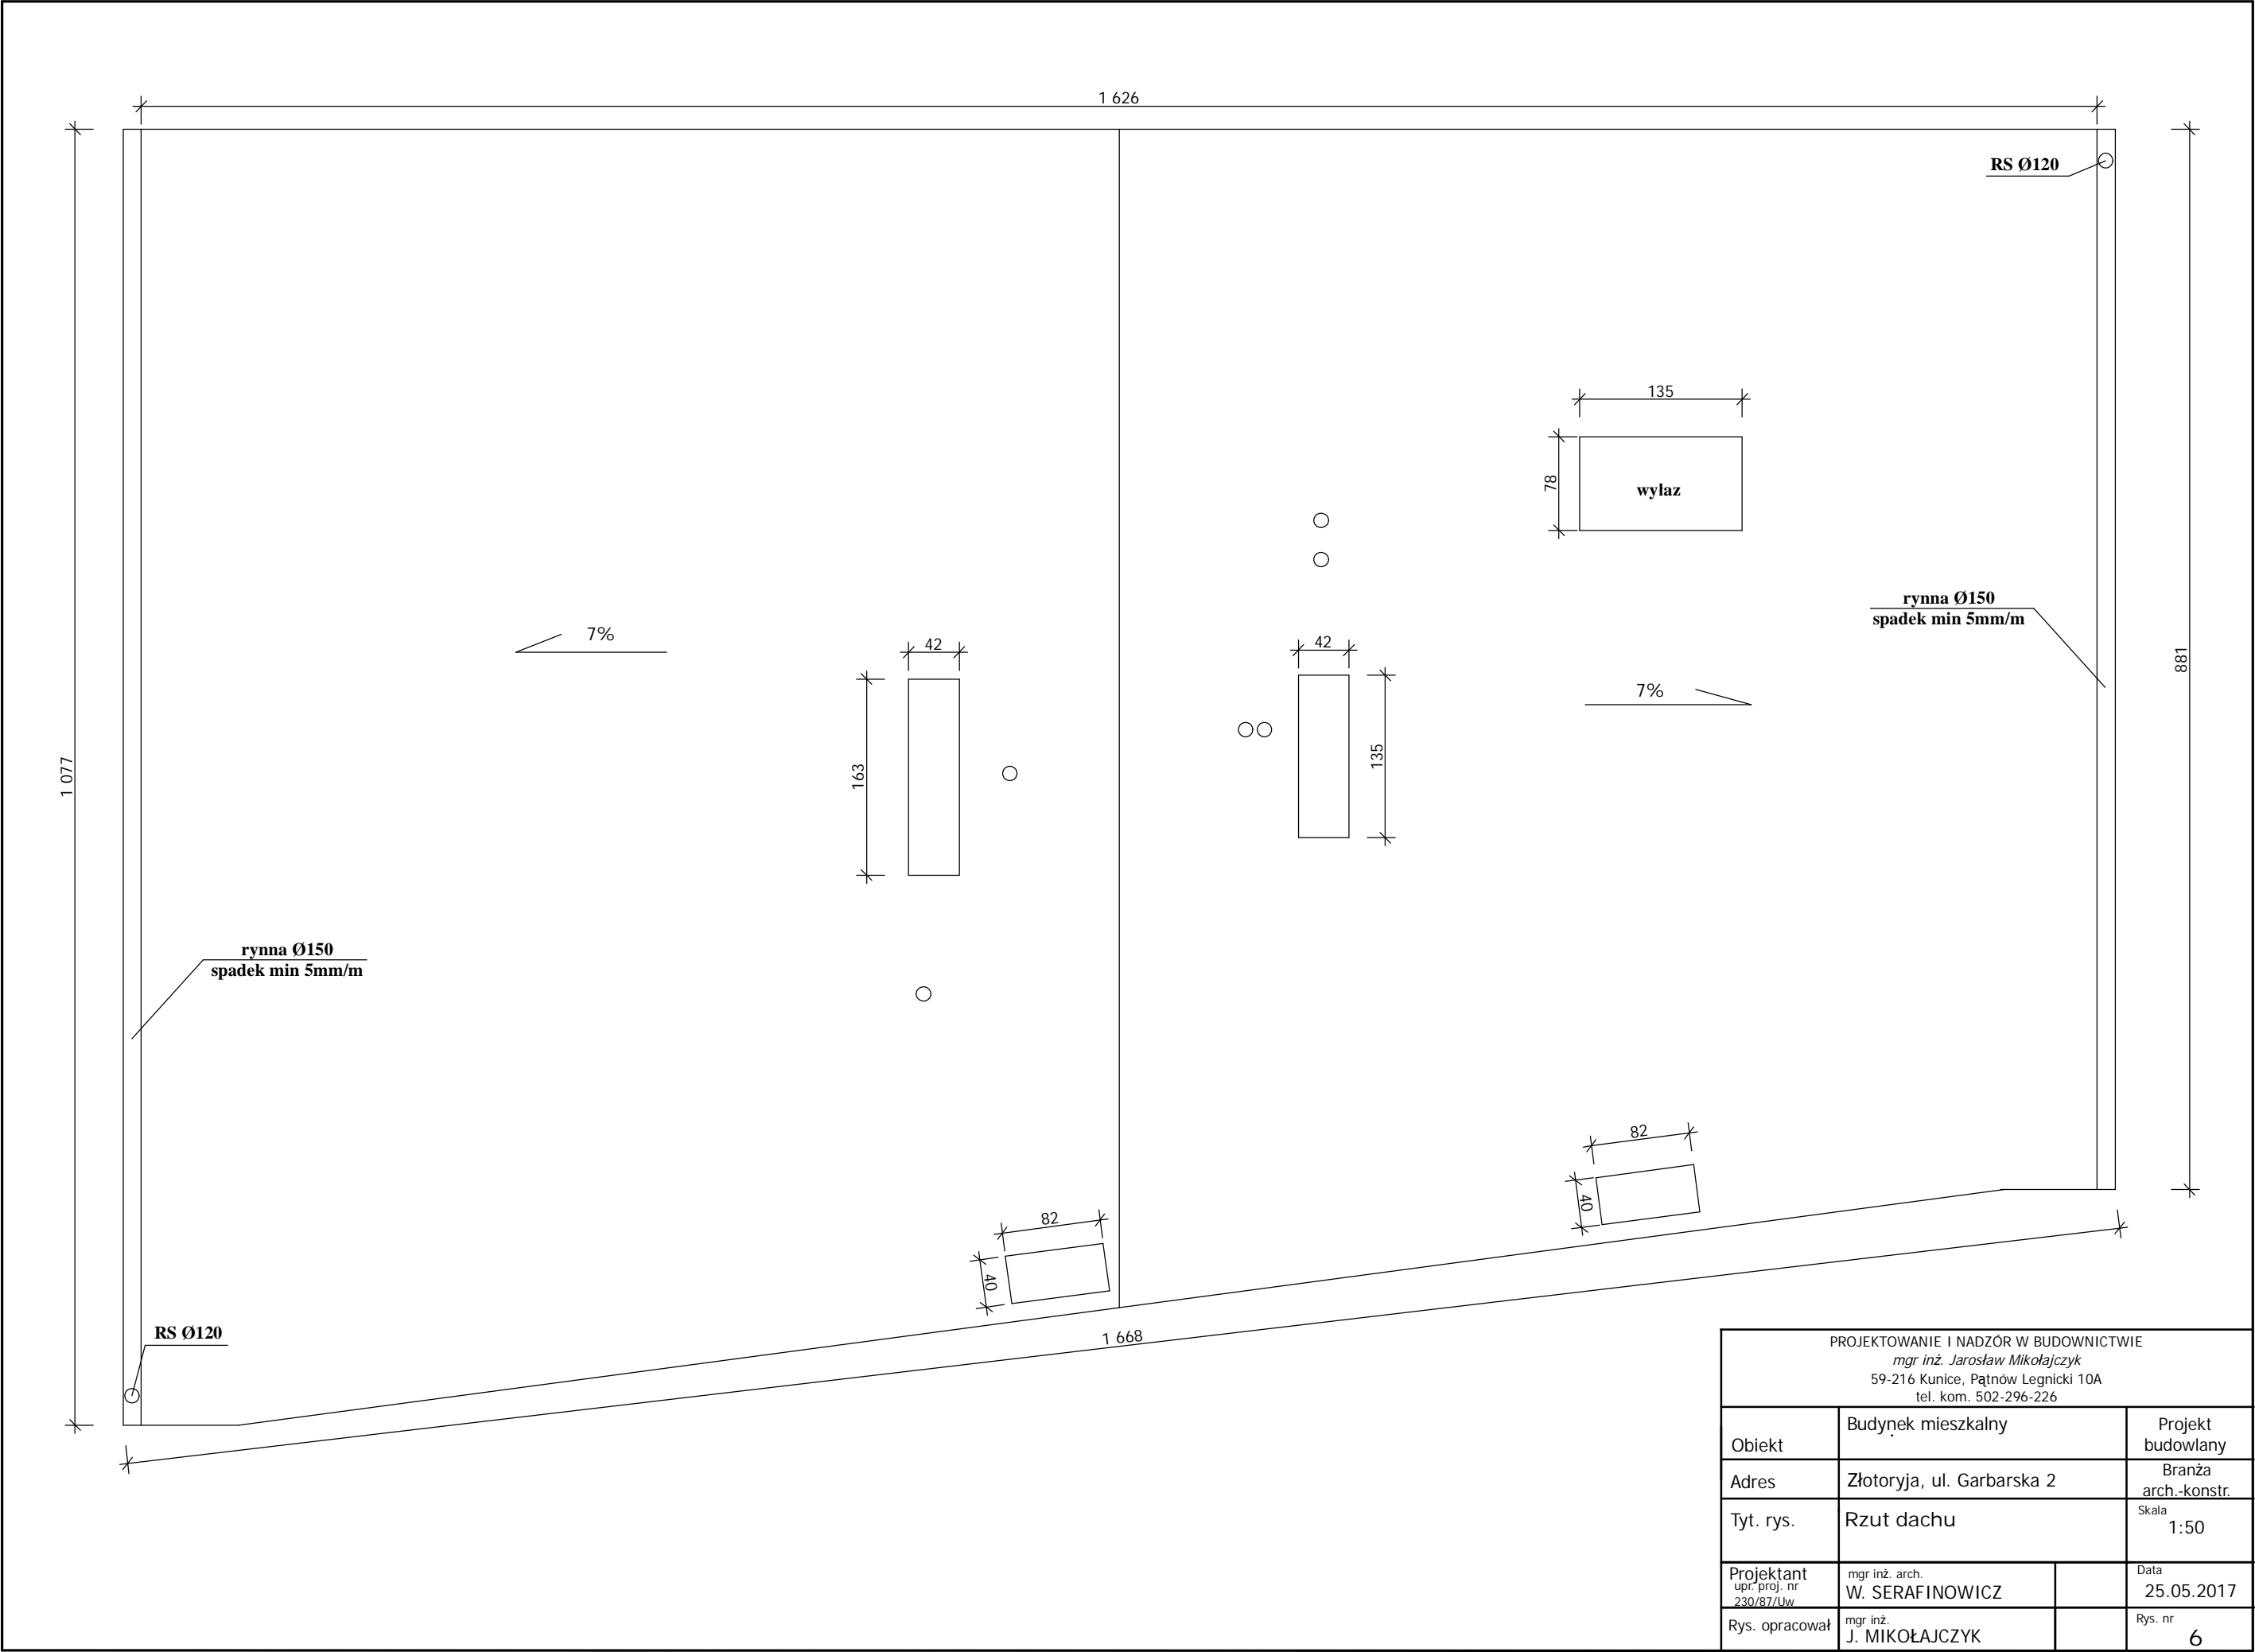 1 626
RS Ø120
135
78
wyłaz
rynna Ø150
spadek min 5mm/m
7%
42
42
881
7%
1 077
163
135
rynna Ø150
spadek min 5mm/m
82
40
82
40
RS Ø120
1 668
PROJEKTOWANIE I NADZÓR W BUDOWNICTWIE
mgr inż. Jarosław Mikołajczyk
59-216 Kunice, Pątnów Legnicki 10A
tel. kom. 502-296-226
Obiekt
Budynek mieszkalny
Projekt
budowlany
Adres
Złotoryja, ul. Garbarska 2
Branża
arch.-konstr.
Tyt. rys.
Rzut dachu
Skala
1:50
Projektant
upr. proj. nr
230/87/Uw
mgr inż. arch.
W. SERAFINOWICZ
Data
25.05.2017
Rys. opracował
mgr inż.
J. MIKOŁAJCZYK
Rys. nr
6